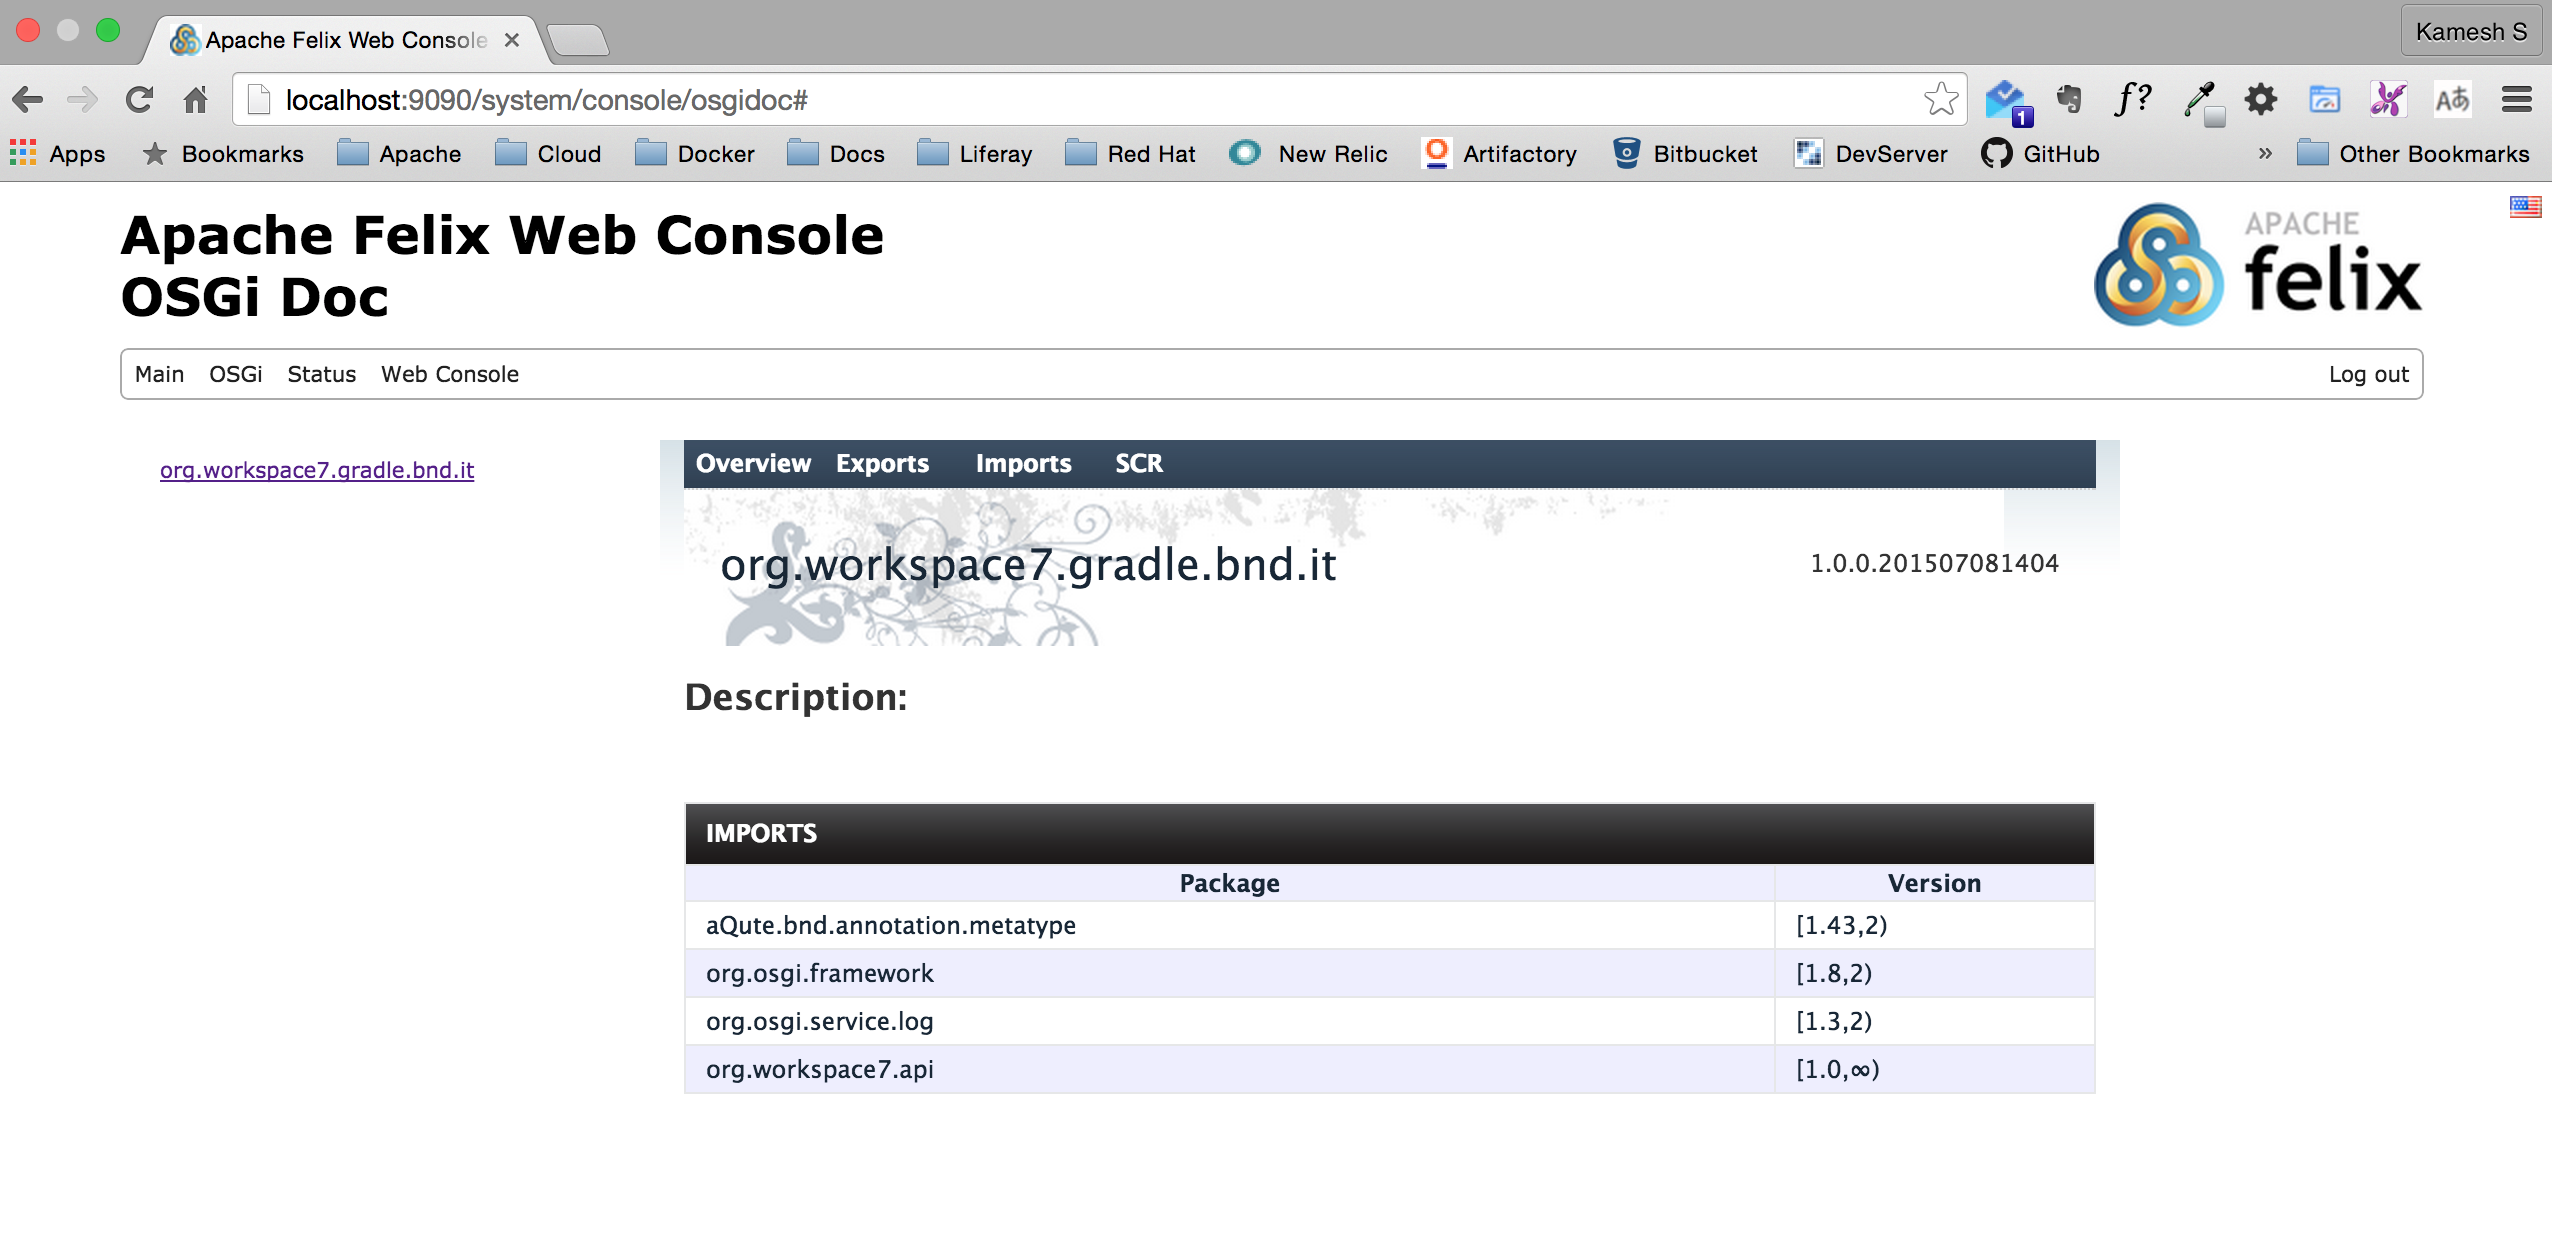 Apache Felix Web Console
Kamesh S
localhost:9090/system/console/osgidoc#
1
f?
Aあ
Apps Bookmarks Apache Cloud Docker Docs Liferay Red Hat New Relic Artifactory Bitbucket DevServer GitHub » Other Bookmarks
Apache Felix Web Console
OSGi Doc
APACHE
felix
Main OSGi Status Web Console Log out
org.workspace7.gradle.bnd.it
Overview Exports Imports SCR
org.workspace7.gradle.bnd.it 1.0.0.201507081404
Description:
IMPORTS
Package Version
aQute.bnd.annotation.metatype [1.43,2)
org.osgi.framework [1.8,2)
org.osgi.service.log [1.3,2)
org.workspace7.api [1.0,∞)